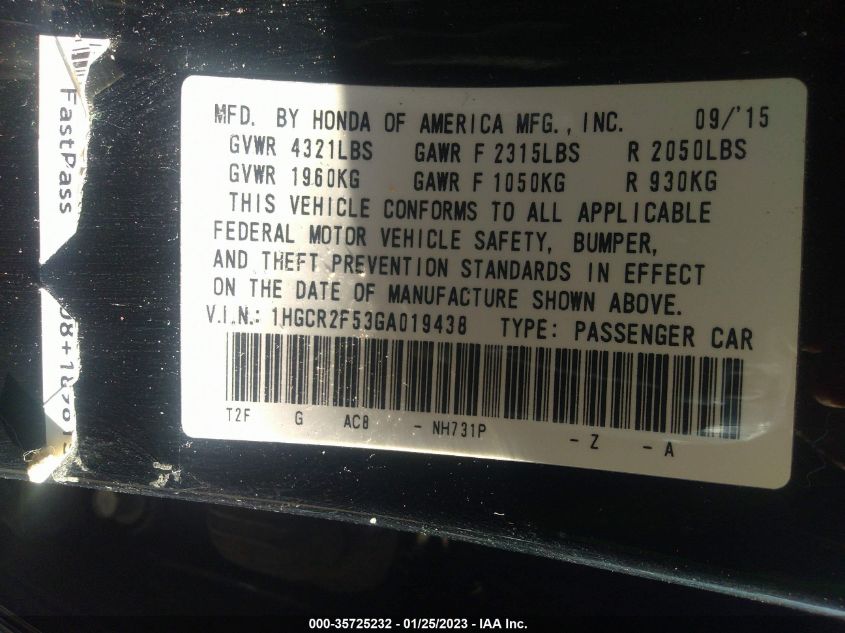 MFD. BY HONDA OF AMERICA MFG., INC. 09/'15
GVWR 4321LBS GAWR F 2315LBS R 2050LBS
GVWR 1960KG GAWR F 1050KG R 930KG
THIS VEHICLE CONFORMS TO ALL APPLICABLE
FEDERAL MOTOR VEHICLE SAFETY, BUMPER,
AND THEFT PREVENTION STANDARDS IN EFFECT
ON THE DATE OF MANUFACTURE SHOWN ABOVE.
V.I.N.: 1HGCR2F53GA019438 TYPE: PASSENGER CAR
T2F G AC8 - NH731P - Z - A
FastPass
000-35725232 - 01/25/2023 - IAA Inc.